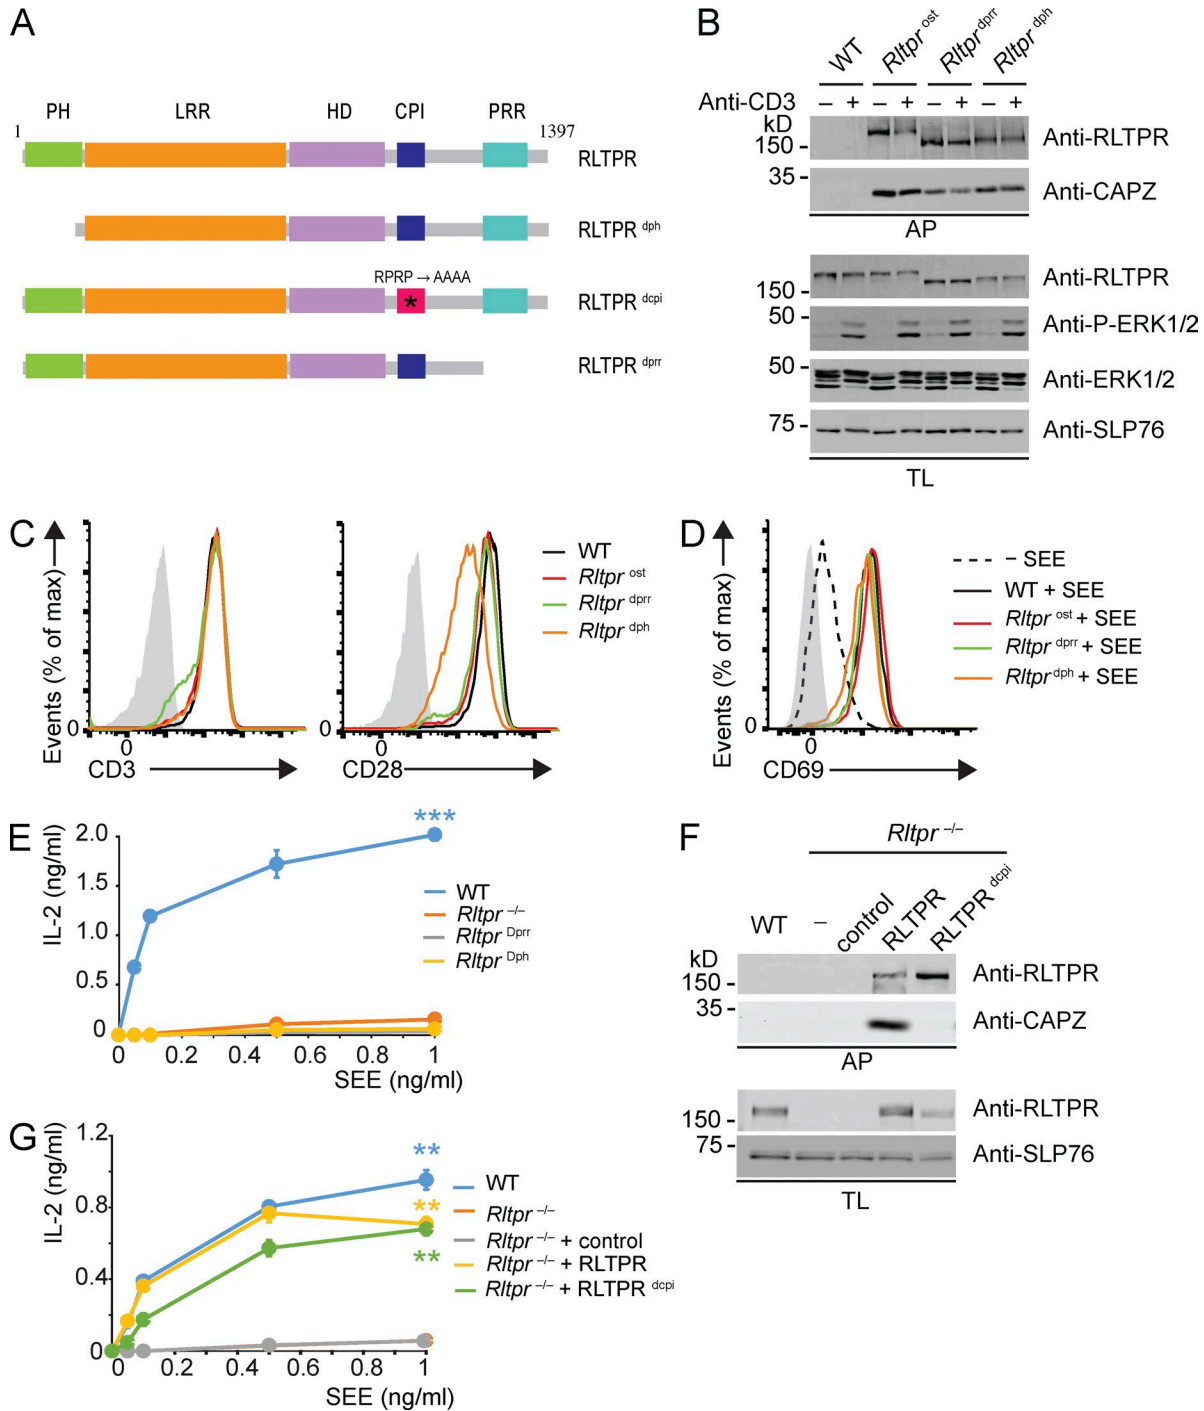 A
PH LRR HD CPI PRR
1 1397
RLTPR
RLTPR dph
RPRP → AAAA
*
RLTPR dcpi
RLTPR dprr
B
WT Rltpr ost Rltpr dprr Rltpr dph
Anti-CD3 – + – + – + – +
kD
150 Anti-RLTPR
35
Anti-CAPZ
AP
Anti-RLTPR
150
50
Anti-P-ERK1/2
50
Anti-ERK1/2
75
Anti-SLP76
TL
C
Events (% of max)
0
0
CD3
0
0
CD28
WT
Rltpr ost
Rltpr dprr
Rltpr dph
D
Events (% of max)
0
0
CD69
– SEE
WT + SEE
Rltpr ost + SEE
Rltpr dprr + SEE
Rltpr dph + SEE
E
IL-2 (ng/ml)
2.0
1.5
1.0
0.5
0
***
WT
Rltpr –/–
Rltpr Dprr
Rltpr Dph
0 0.2 0.4 0.6 0.8 1
SEE (ng/ml)
F
Rltpr –/–
WT – control RLTPR RLTPR dcpi
kD
150 Anti-RLTPR
35
Anti-CAPZ
AP
Anti-RLTPR
150
75
Anti-SLP76
TL
G
IL-2 (ng/ml)
1.2
0.8
0.4
0
**
**
**
WT
Rltpr –/–
Rltpr –/– + control
Rltpr –/– + RLTPR
Rltpr –/– + RLTPR dcpi
0 0.2 0.4 0.6 0.8 1
SEE (ng/ml)